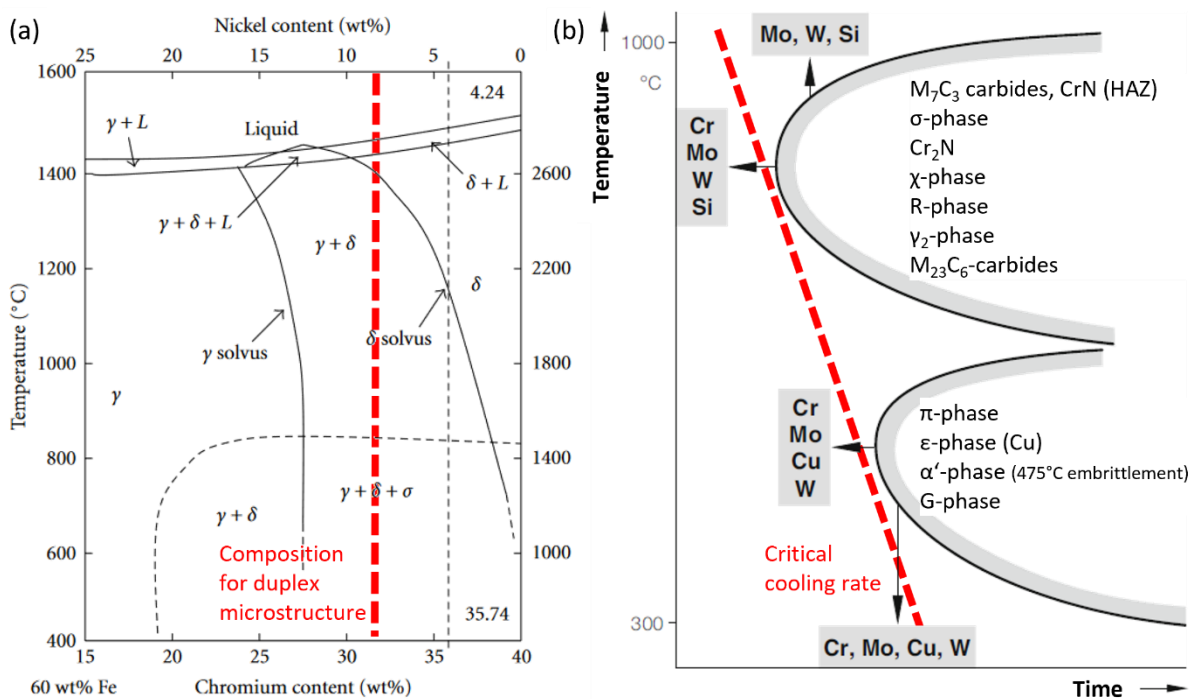 (a)
Nickel content (wt%)
25 20 15 10 5 0
1600
1400
1200
1000
800
600
400
Temperature (°C)
4.24
γ + L
Liquid
γ + δ + L
δ + L
γ + δ
δ
γ solvus
δ solvus
γ
γ + δ + σ
γ + δ
Composition
for duplex
microstructure
35.74
2600
2200
1800
1400
1000
15 20 25 30 35 40
60 wt% Fe
Chromium content (wt%)
(b)
Temperature
1000
°C
300
Mo, W, Si
Cr
Mo
W
Si
M₇C₃ carbides, CrN (HAZ)
σ-phase
Cr₂N
χ-phase
R-phase
γ₂-phase
M₂₃C₆-carbides
Cr
Mo
Cu
W
π-phase
ε-phase (Cu)
α‘-phase (475°C embrittlement)
G-phase
Critical
cooling rate
Cr, Mo, Cu, W
Time